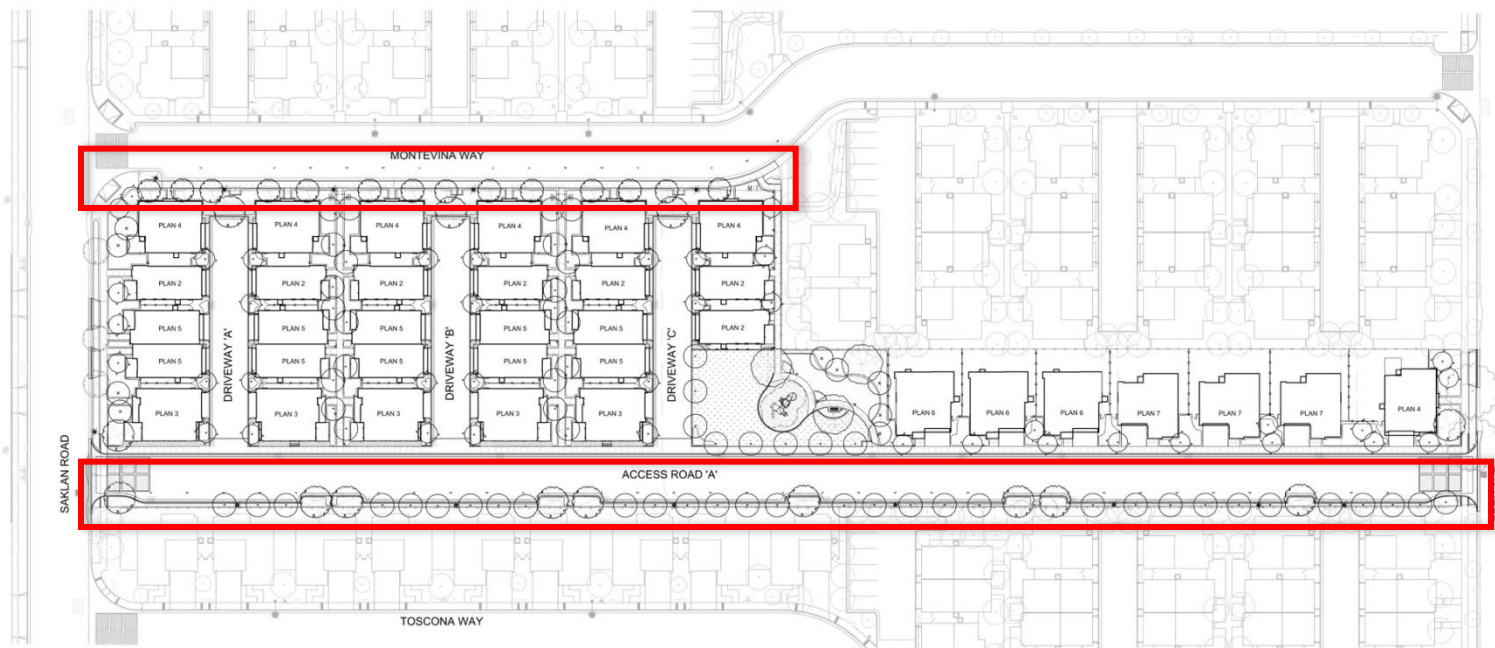 MONTEVINA WAY
PLAN 4 PLAN 4 PLAN 4 PLAN 4 PLAN 4 PLAN 4
PLAN 2 PLAN 2 PLAN 2 PLAN 2 PLAN 2 PLAN 2
PLAN 5 PLAN 5 PLAN 5 PLAN 5 PLAN 5 PLAN 2
PLAN 5 PLAN 5 PLAN 5 PLAN 5 PLAN 5
DRIVEWAY 'A'
DRIVEWAY 'B'
DRIVEWAY 'C'
PLAN 3 PLAN 3 PLAN 3 PLAN 3 PLAN 3
PLAN 6 PLAN 6 PLAN 6 PLAN 7 PLAN 7 PLAN 7 PLAN 4
SAKLAN ROAD
ACCESS ROAD 'A'
TOSCONA WAY